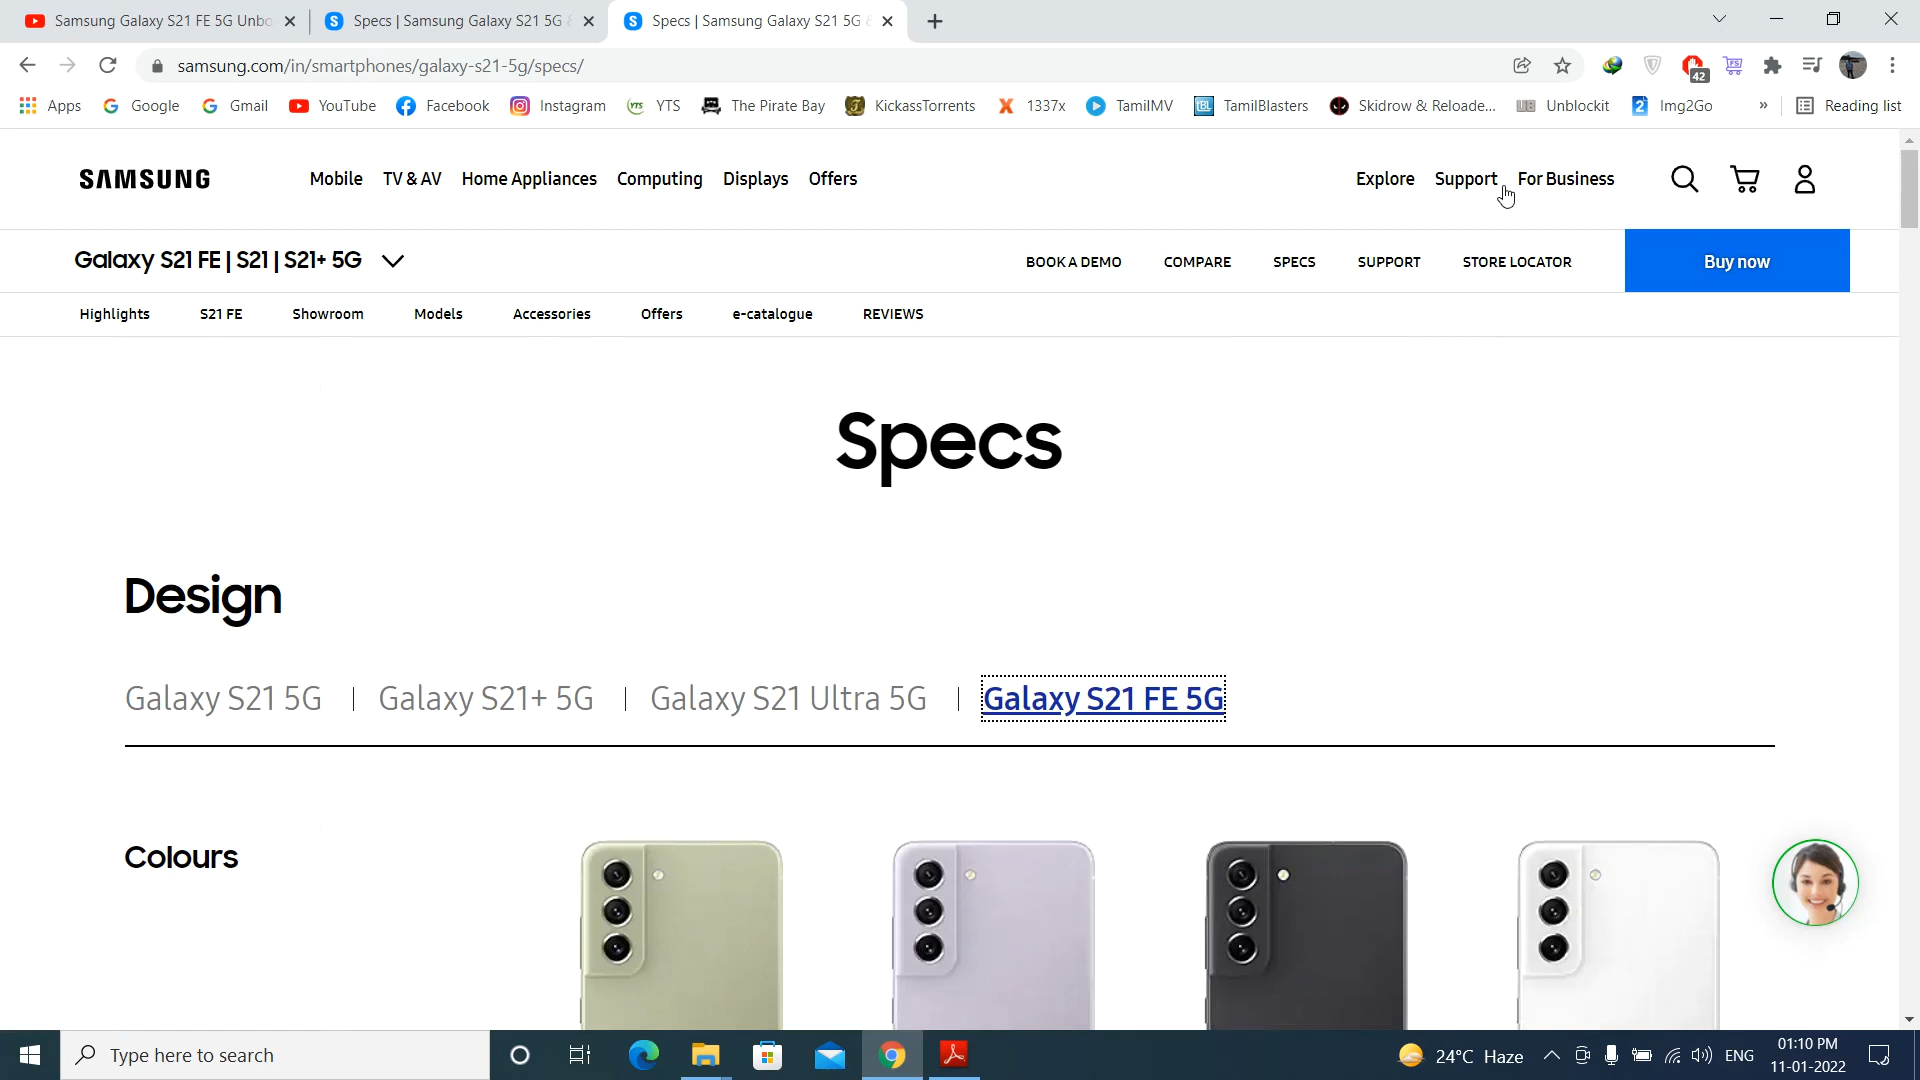 Samsung Galaxy S21 FE 5G Unbo
Specs | Samsung Galaxy S21 5G &
Specs | Samsung Galaxy S21 5G &
samsung.com/in/smartphones/galaxy-s21-5g/specs/
42
FS
Apps Google Gmail YouTube Facebook Instagram YTS The Pirate Bay KickassTorrents 1337x TamilMV TamilBlasters Skidrow & Reloade... Unblockit Img2Go » Reading list
SAMSUNG Mobile TV & AV Home Appliances Computing Displays Offers Explore Support For Business
Galaxy S21 FE | S21 | S21+ 5G BOOK A DEMO COMPARE SPECS SUPPORT STORE LOCATOR Buy now
Highlights S21 FE Showroom Models Accessories Offers e-catalogue REVIEWS
Specs
Design
Galaxy S21 5G | Galaxy S21+ 5G | Galaxy S21 Ultra 5G | Galaxy S21 FE 5G
Colours
Type here to search
24°C Haze
ENG
01:10 PM
11-01-2022